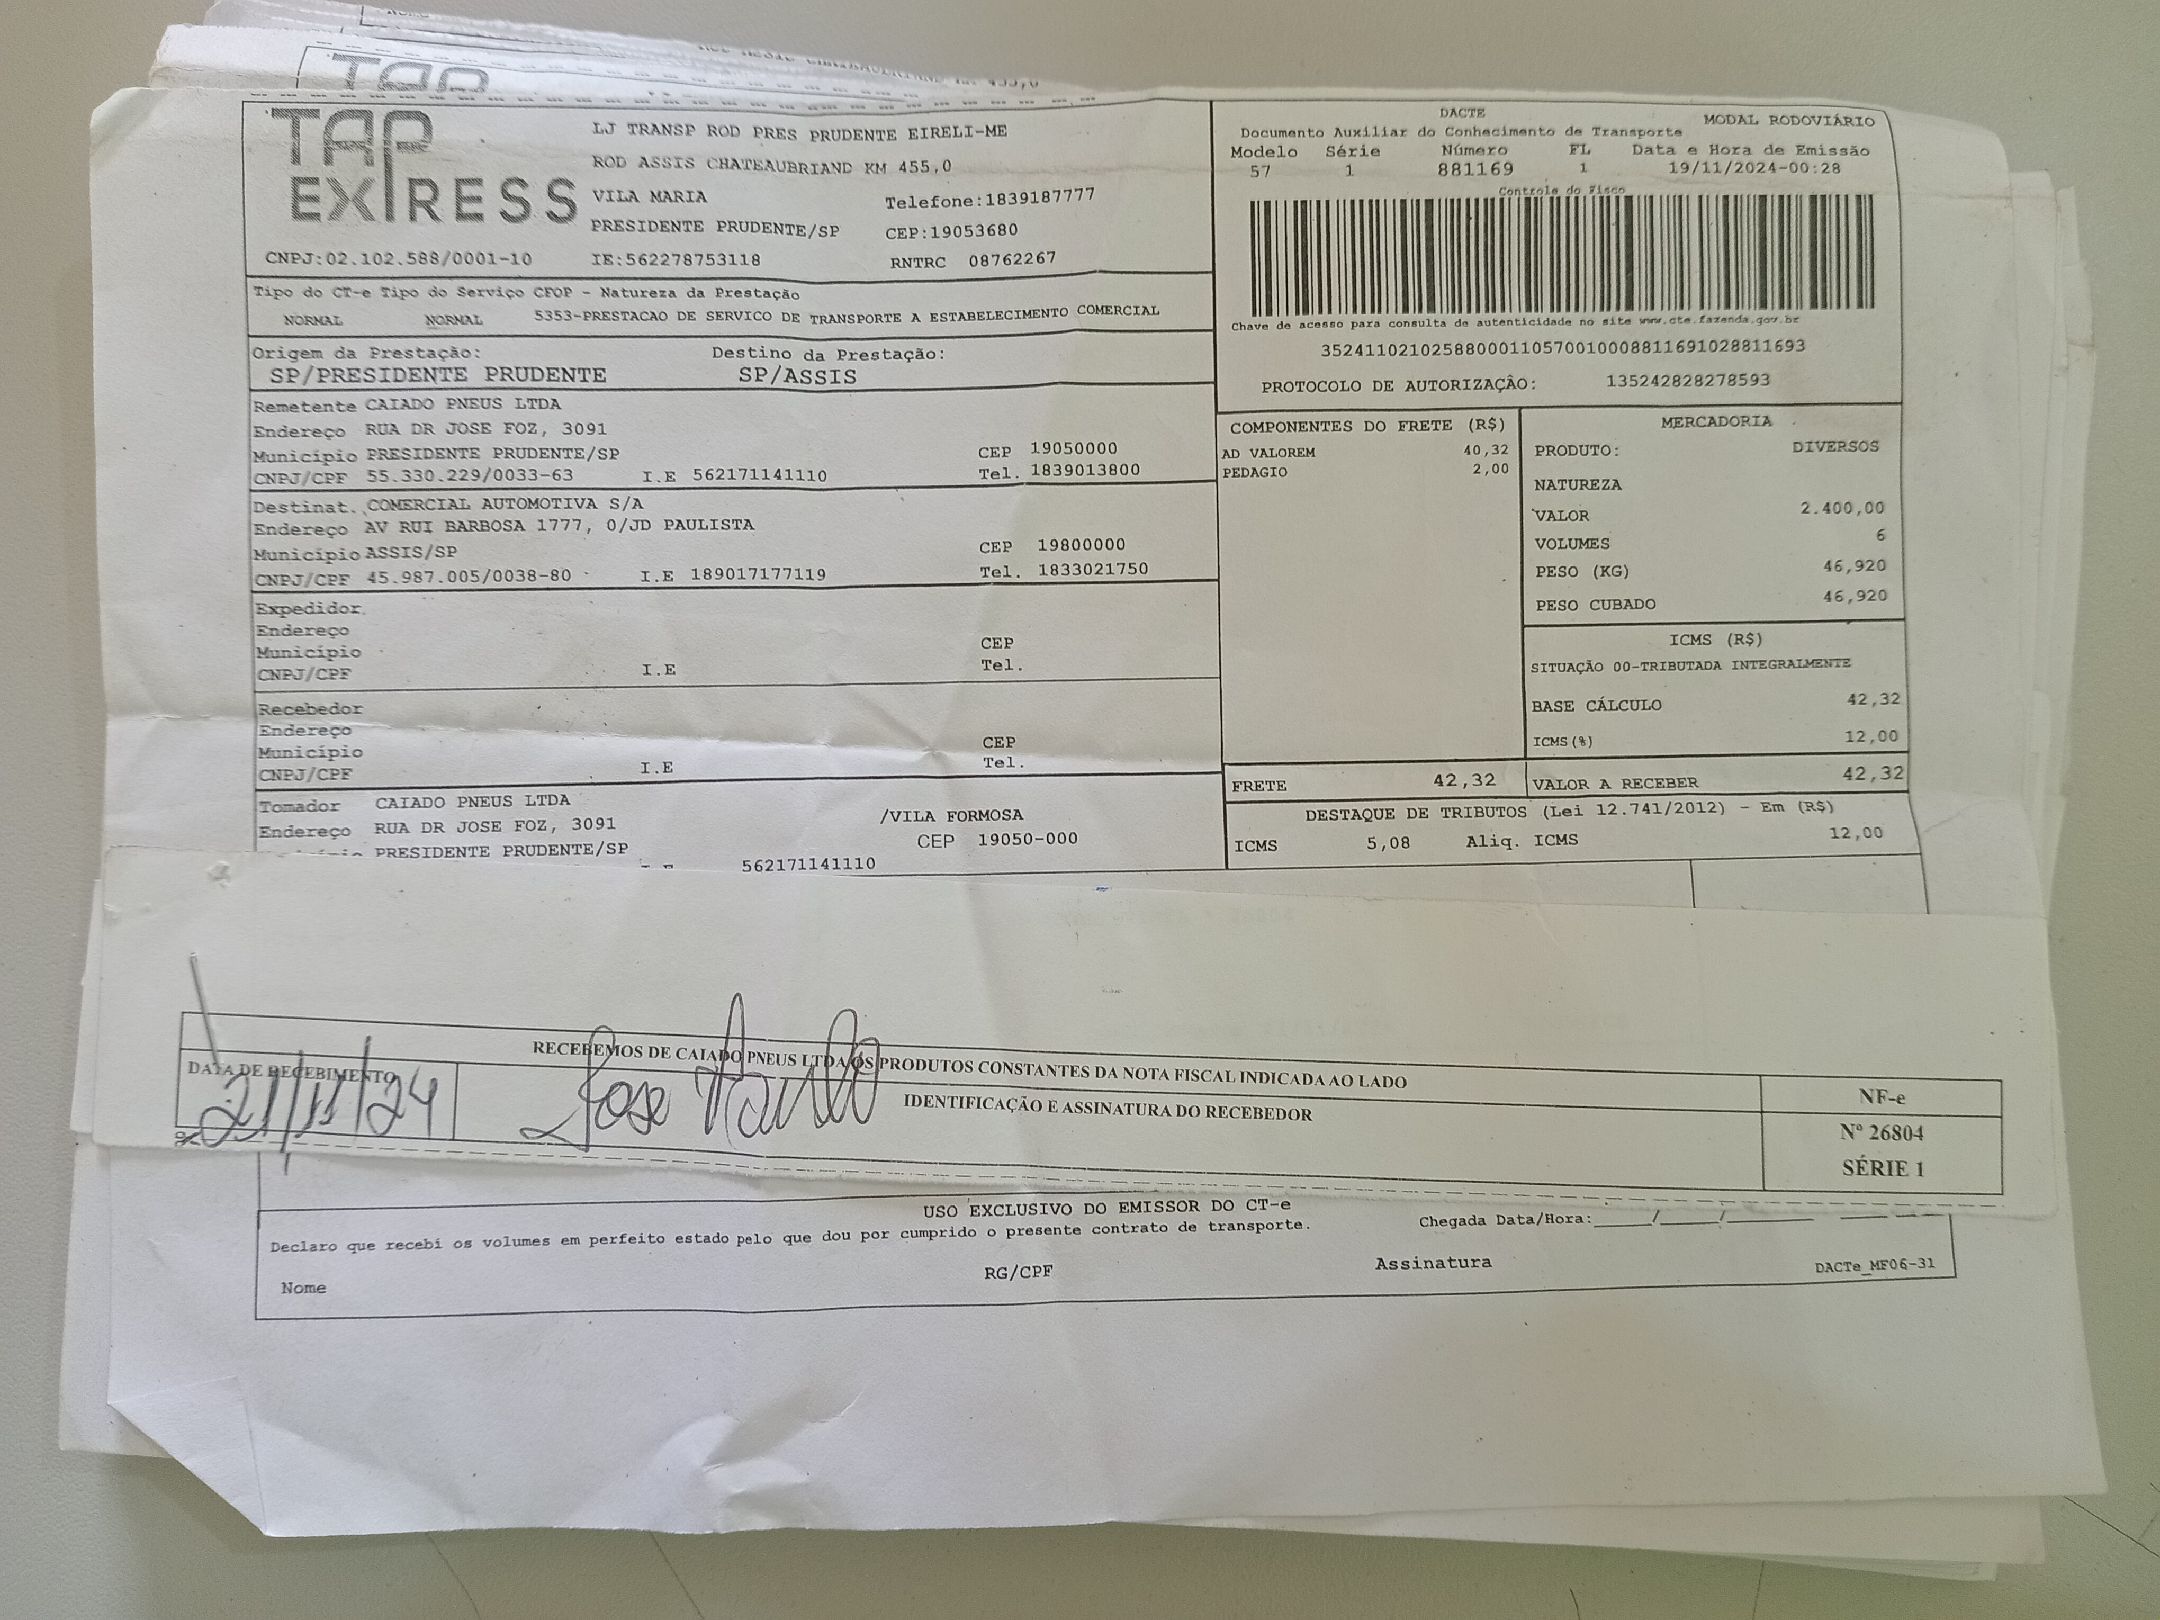 TAP
EXPRESS
LJ TRANSP ROD PRES PRUDENTE EIRELI-ME
ROD ASSIS CHATEAUBRIAND KM 455,0
VILA MARIA Telefone:1839187777
PRESIDENTE PRUDENTE/SP CEP:19053680
CNPJ:02.102.588/0001-10 IE:562278753118 RNTRC 08762267
DACTE MODAL RODOVIÁRIO
Documento Auxiliar do Conhecimento de Transporte
Modelo Série Número FL Data e Hora de Emissão
57 1 881169 1 19/11/2024-00:28
Controle do Fisco
Chave de acesso para consulta de autenticidade no site www.cte.fazenda.gov.br
35241102102588000110570010008811691028811693
PROTOCOLO DE AUTORIZAÇÃO: 135242828278593
Tipo do CT-e Tipo do Serviço CFOP - Natureza da Prestação
NORMAL NORMAL 5353-PRESTACAO DE SERVICO DE TRANSPORTE A ESTABELECIMENTO COMERCIAL
Origem da Prestação: Destino da Prestação:
SP/PRESIDENTE PRUDENTE SP/ASSIS
Remetente CAIADO PNEUS LTDA
Endereço RUA DR JOSE FOZ, 3091
Município PRESIDENTE PRUDENTE/SP CEP 19050000
CNPJ/CPF 55.330.229/0033-63 I.E 562171141110 Tel. 1839013800
Destinat. COMERCIAL AUTOMOTIVA S/A
Endereço AV RUI BARBOSA 1777, 0/JD PAULISTA
Município ASSIS/SP CEP 19800000
CNPJ/CPF 45.987.005/0038-80 I.E 189017177119 Tel. 1833021750
Expedidor
Endereço
Município CEP
CNPJ/CPF I.E Tel.
Recebedor
Endereço
Município CEP
CNPJ/CPF I.E Tel.
Tomador CAIADO PNEUS LTDA
Endereço RUA DR JOSE FOZ, 3091 /VILA FORMOSA
PRESIDENTE PRUDENTE/SP CEP 19050-000
562171141110
COMPONENTES DO FRETE (R$)
AD VALOREM 40,32
PEDAGIO 2,00
FRETE 42,32
MERCADORIA
PRODUTO: DIVERSOS
NATUREZA
VALOR 2.400,00
VOLUMES 6
PESO (KG) 46,920
PESO CUBADO 46,920
ICMS (R$)
SITUAÇÃO 00-TRIBUTADA INTEGRALMENTE
BASE CÁLCULO 42,32
ICMS(%) 12,00
VALOR A RECEBER 42,32
DESTAQUE DE TRIBUTOS (Lei 12.741/2012) - Em (R$)
ICMS 5,08 Aliq. ICMS 12,00
RECEBEMOS DE CAIADO PNEUS LTDA OS PRODUTOS CONSTANTES DA NOTA FISCAL INDICADA AO LADO
DATA DE RECEBIMENTO
21/11/24
IDENTIFICAÇÃO E ASSINATURA DO RECEBEDOR
Jose Paulo
NF-e
Nº 26804
SÉRIE 1
USO EXCLUSIVO DO EMISSOR DO CT-e
Declaro que recebi os volumes em perfeito estado pelo que dou por cumprido o presente contrato de transporte. Chegada Data/Hora:_____/_____/_______
Nome RG/CPF Assinatura DACTe_MF06-31